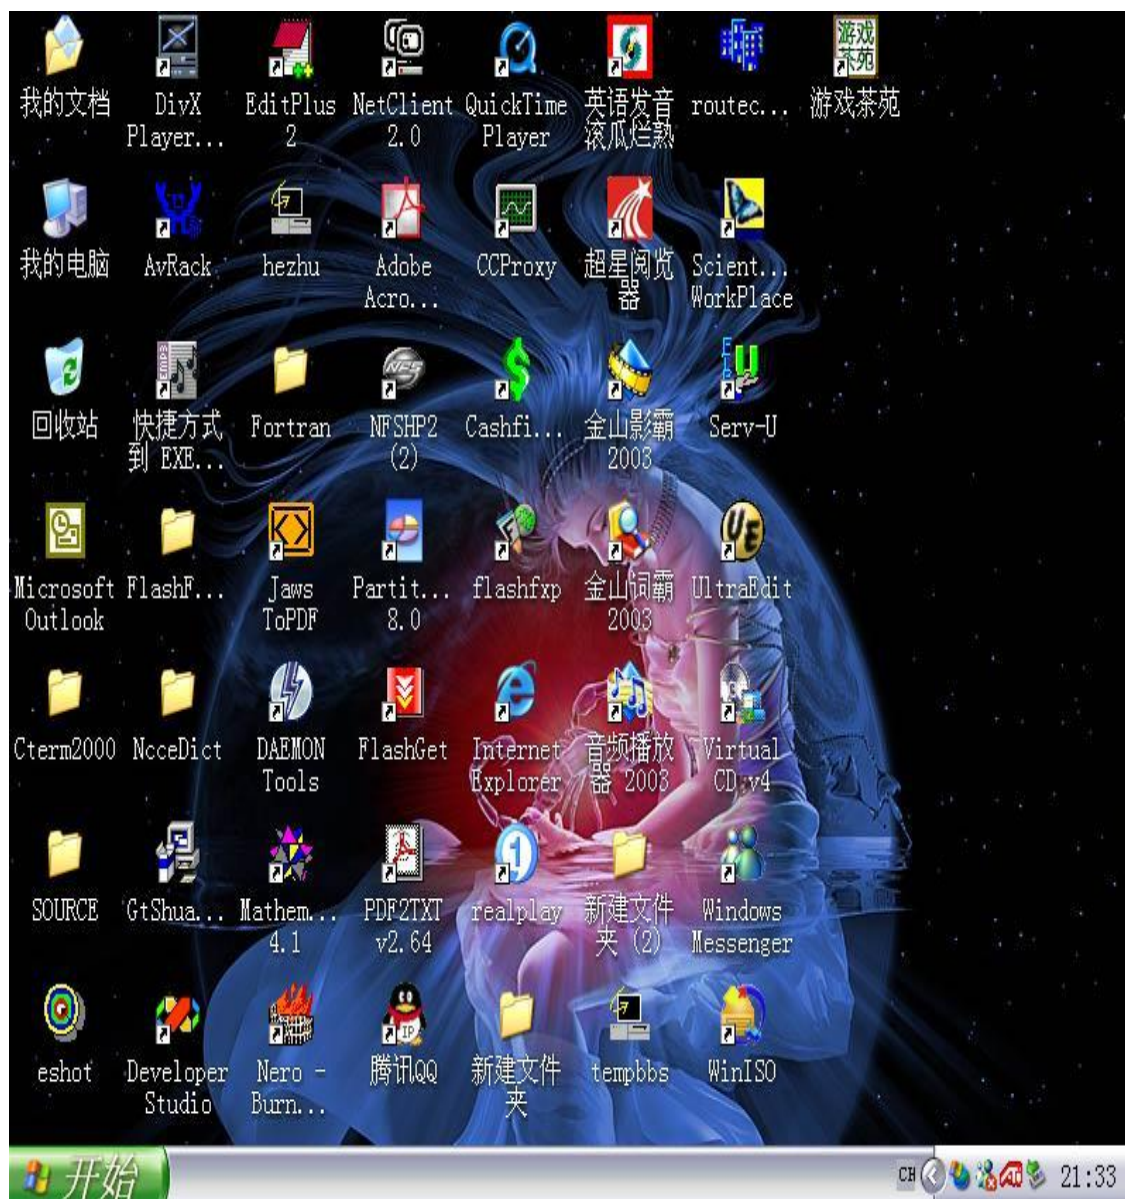 我的文档
DivX
Player...
EditPlus
2
NetClient
2.0
QuickTime
Player
英语发音
滚瓜烂熟
routec...
游戏茶苑
游戏茶苑
我的电脑
AvRack
hezhu
Adobe
Acro...
CCProxy
超星阅览
器
Scient...
WorkPlace
回收站
快捷方式
到 EXE...
Fortran
NFSHP2
(2)
Cashfi...
金山影霸
2003
Serv-U
Microsoft
Outlook
FlashF...
Jaws
ToPDF
Partit...
8.0
flashfxp
金山词霸
2003
UltraEdit
Cterm2000
NcceDict
DAEMON
Tools
FlashGet
Internet
Explorer
音频播放
器 2003
Virtual
CD v4
SOURCE
GtShua...
Mathem...
4.1
PDF2TXT
v2.64
realplay
新建文件
夹 (2)
Windows
Messenger
eshot
Developer
Studio
Nero -
Burn...
腾讯QQ
新建文件
夹
tempbbs
WinISO
开始
CH
21:33